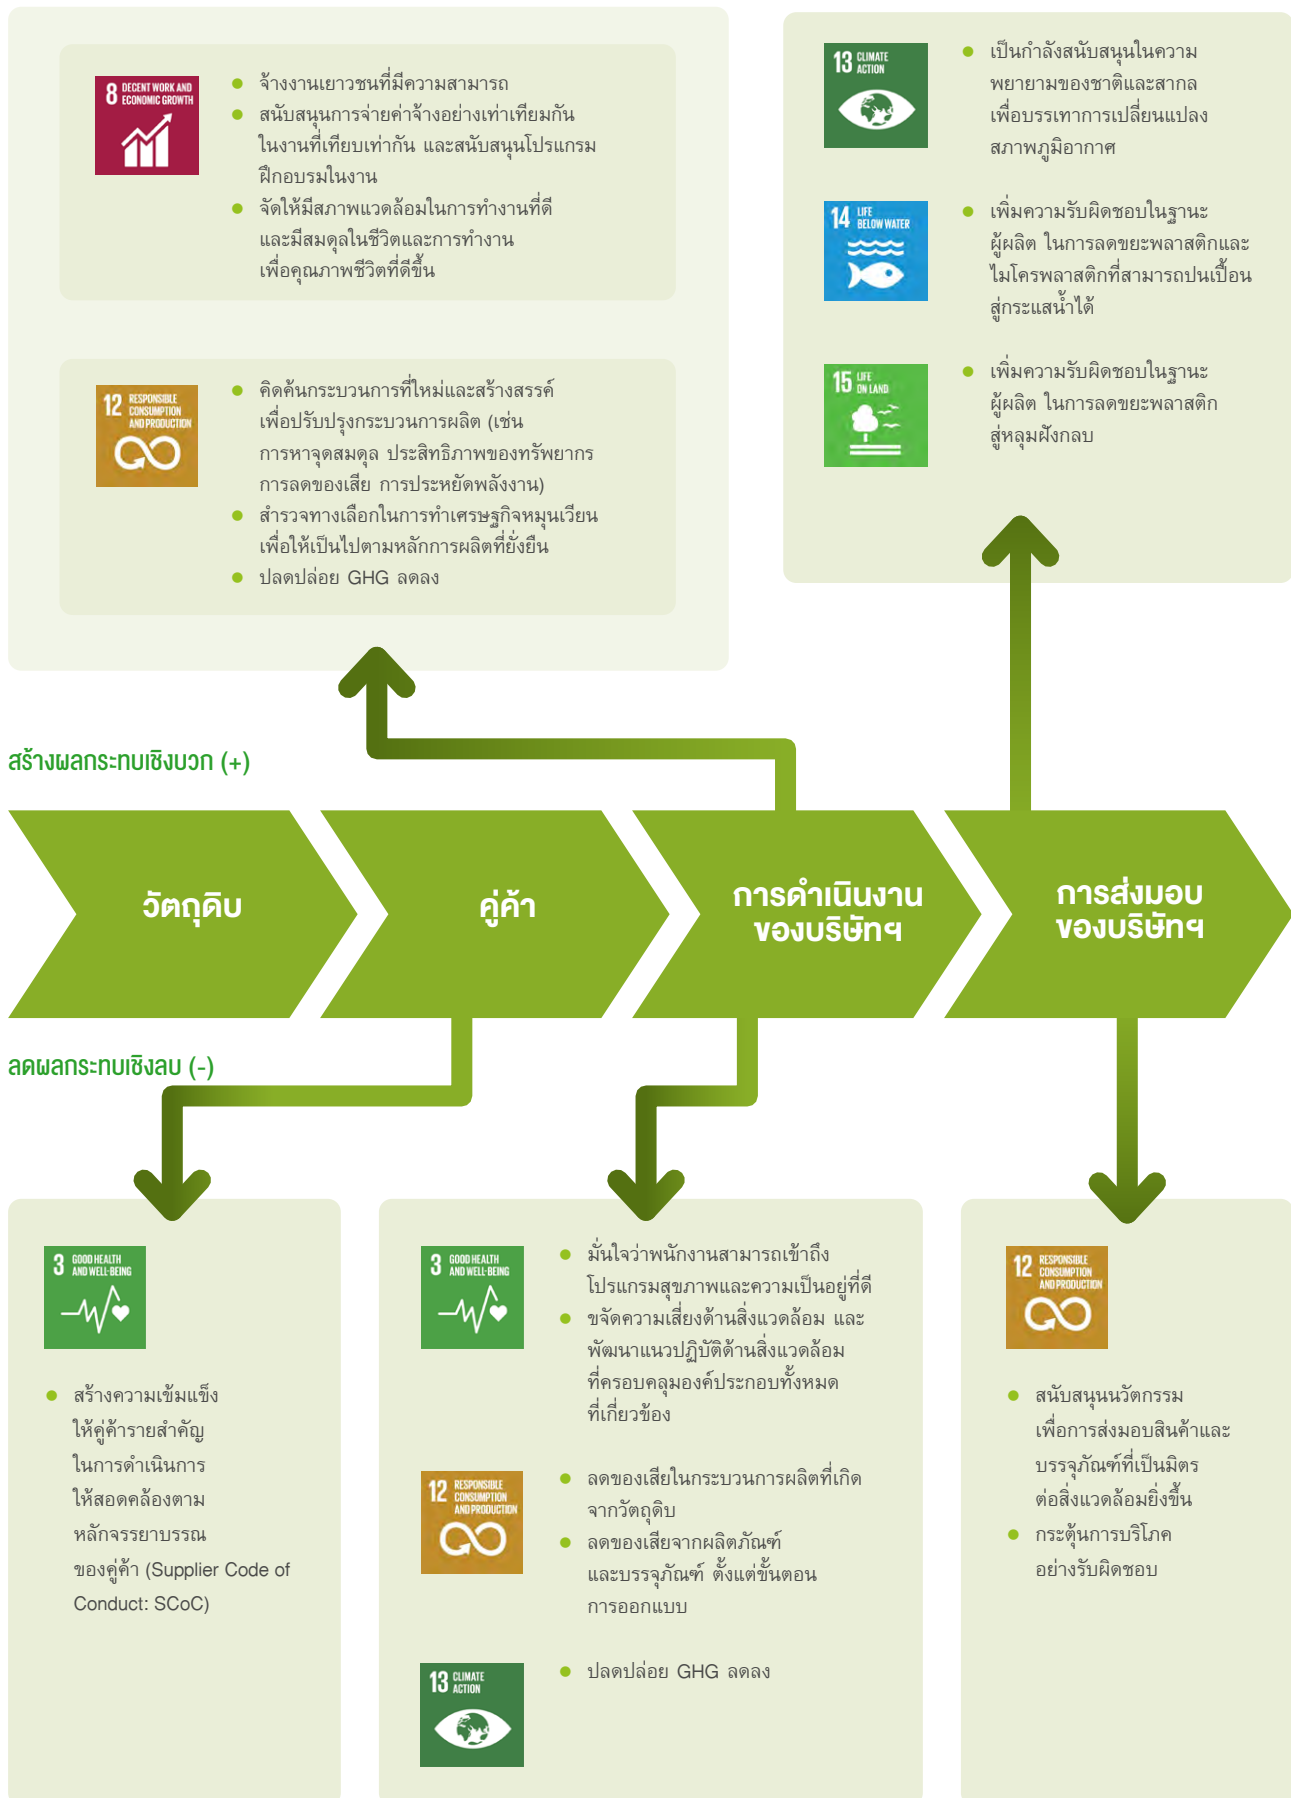 8 DECENT WORK AND
ECONOMIC GROWTH
จ้างงานเยาวชนที่มีความสามารถ
สนับสนุนการจ่ายค่าจ้างอย่างเท่าเทียมกัน
ในงานที่เทียบเท่ากัน และสนับสนุนโปรแกรม
ฝึกอบรมในงาน
จัดให้มีสภาพแวดล้อมในการทำงานที่ดี
และมีสมดุลในชีวิตและการทำงาน
เพื่อคุณภาพชีวิตที่ดีขึ้น
12 RESPONSIBLE
CONSUMPTION
AND PRODUCTION
คิดค้นกระบวนการที่ใหม่และสร้างสรรค์
เพื่อปรับปรุงกระบวนการผลิต (เช่น
การหาจุดสมดุล ประสิทธิภาพของทรัพยากร
การลดของเสีย การประหยัดพลังงาน)
สำรวจทางเลือกในการทำเศรษฐกิจหมุนเวียน
เพื่อให้เป็นไปตามหลักการผลิตที่ยั่งยืน
ปลดปล่อย GHG ลดลง
13 CLIMATE
ACTION
เป็นกำลังสนับสนุนในความ
พยายามของชาติและสากล
เพื่อบรรเทาการเปลี่ยนแปลง
สภาพภูมิอากาศ
14 LIFE
BELOW WATER
เพิ่มความรับผิดชอบในฐานะ
ผู้ผลิต ในการลดขยะพลาสติกและ
ไมโครพลาสติกที่สามารถปนเปื้อน
สู่กระแสน้ำได้
15 LIFE
ON LAND
เพิ่มความรับผิดชอบในฐานะ
ผู้ผลิต ในการลดขยะพลาสติก
สู่หลุมฝังกลบ
สร้างผลกระทบเชิงบวก (+)
วัตถุดิบ
คู่ค้า
การดำเนินงาน
ของบริษัทฯ
การส่งมอบ
ของบริษัทฯ
ลดผลกระทบเชิงลบ (-)
3 GOOD HEALTH
AND WELL-BEING
สร้างความเข้มแข็ง
ให้คู่ค้ารายสำคัญ
ในการดำเนินการ
ให้สอดคล้องตาม
หลักจรรยาบรรณ
ของคู่ค้า (Supplier Code of
Conduct: SCoC)
3 GOOD HEALTH
AND WELL-BEING
มั่นใจว่าพนักงานสามารถเข้าถึง
โปรแกรมสุขภาพและความเป็นอยู่ที่ดี
ขจัดความเสี่ยงด้านสิ่งแวดล้อม และ
พัฒนาแนวปฏิบัติด้านสิ่งแวดล้อม
ที่ครอบคลุมองค์ประกอบทั้งหมด
ที่เกี่ยวข้อง
12 RESPONSIBLE
CONSUMPTION
AND PRODUCTION
ลดของเสียในกระบวนการผลิตที่เกิด
จากวัตถุดิบ
ลดของเสียจากผลิตภัณฑ์
และบรรจุภัณฑ์ ตั้งแต่ขั้นตอน
การออกแบบ
13 CLIMATE
ACTION
ปลดปล่อย GHG ลดลง
12 RESPONSIBLE
CONSUMPTION
AND PRODUCTION
สนับสนุนนวัตกรรม
เพื่อการส่งมอบสินค้าและ
บรรจุภัณฑ์ที่เป็นมิตร
ต่อสิ่งแวดล้อมยิ่งขึ้น
กระตุ้นการบริโภค
อย่างรับผิดชอบ